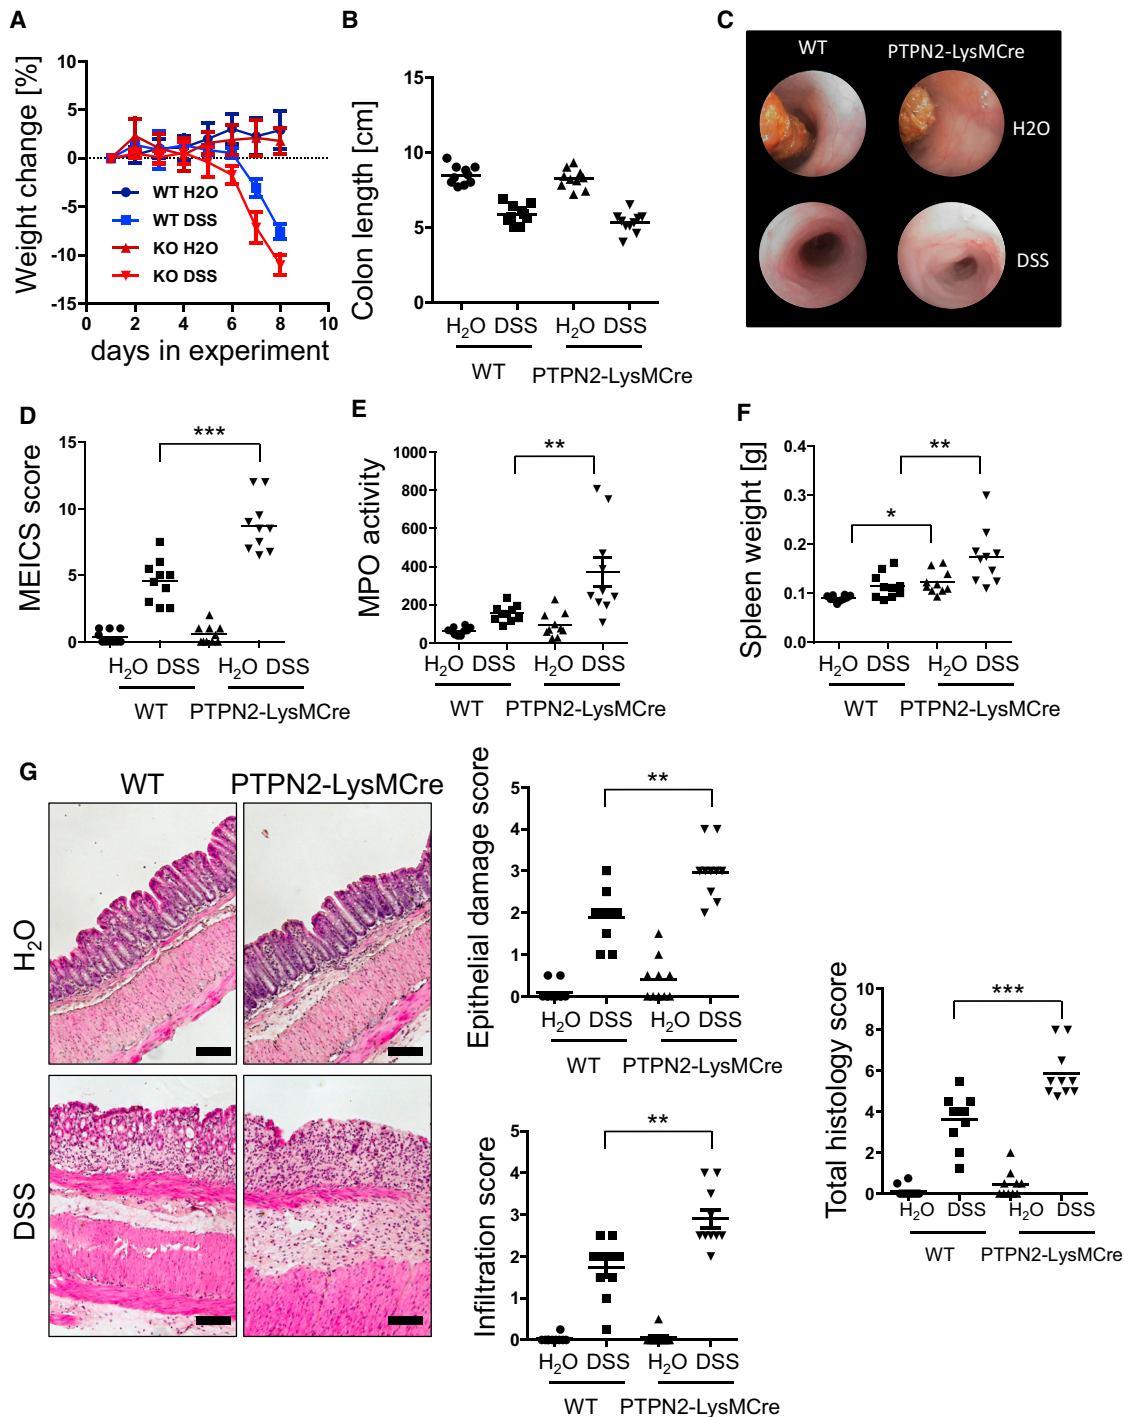 A
Weight change [%]
10
5
0
-5
-10
-15
WT H2O
WT DSS
KO H2O
KO DSS
0 2 4 6 8 10
days in experiment
B
Colon length [cm]
15
10
5
0
H2O DSS H2O DSS
WT PTPN2-LysMCre
C
WT PTPN2-LysMCre
H2O
DSS
D
MEICS score
15
10
5
0
***
H2O DSS H2O DSS
WT PTPN2-LysMCre
E
MPO activity
1000
800
600
400
200
0
**
H2O DSS H2O DSS
WT PTPN2-LysMCre
F
Spleen weight [g]
0.4
0.3
0.2
0.1
0.0
*
**
H2O DSS H2O DSS
WT PTPN2-LysMCre
G
WT PTPN2-LysMCre
H2O
DSS
Epithelial damage score
5
4
3
2
1
0
**
H2O DSS H2O DSS
WT PTPN2-LysMCre
Infiltration score
5
4
3
2
1
0
**
H2O DSS H2O DSS
WT PTPN2-LysMCre
Total histology score
10
8
6
4
2
0
***
H2O DSS H2O DSS
WT PTPN2-LysMCre